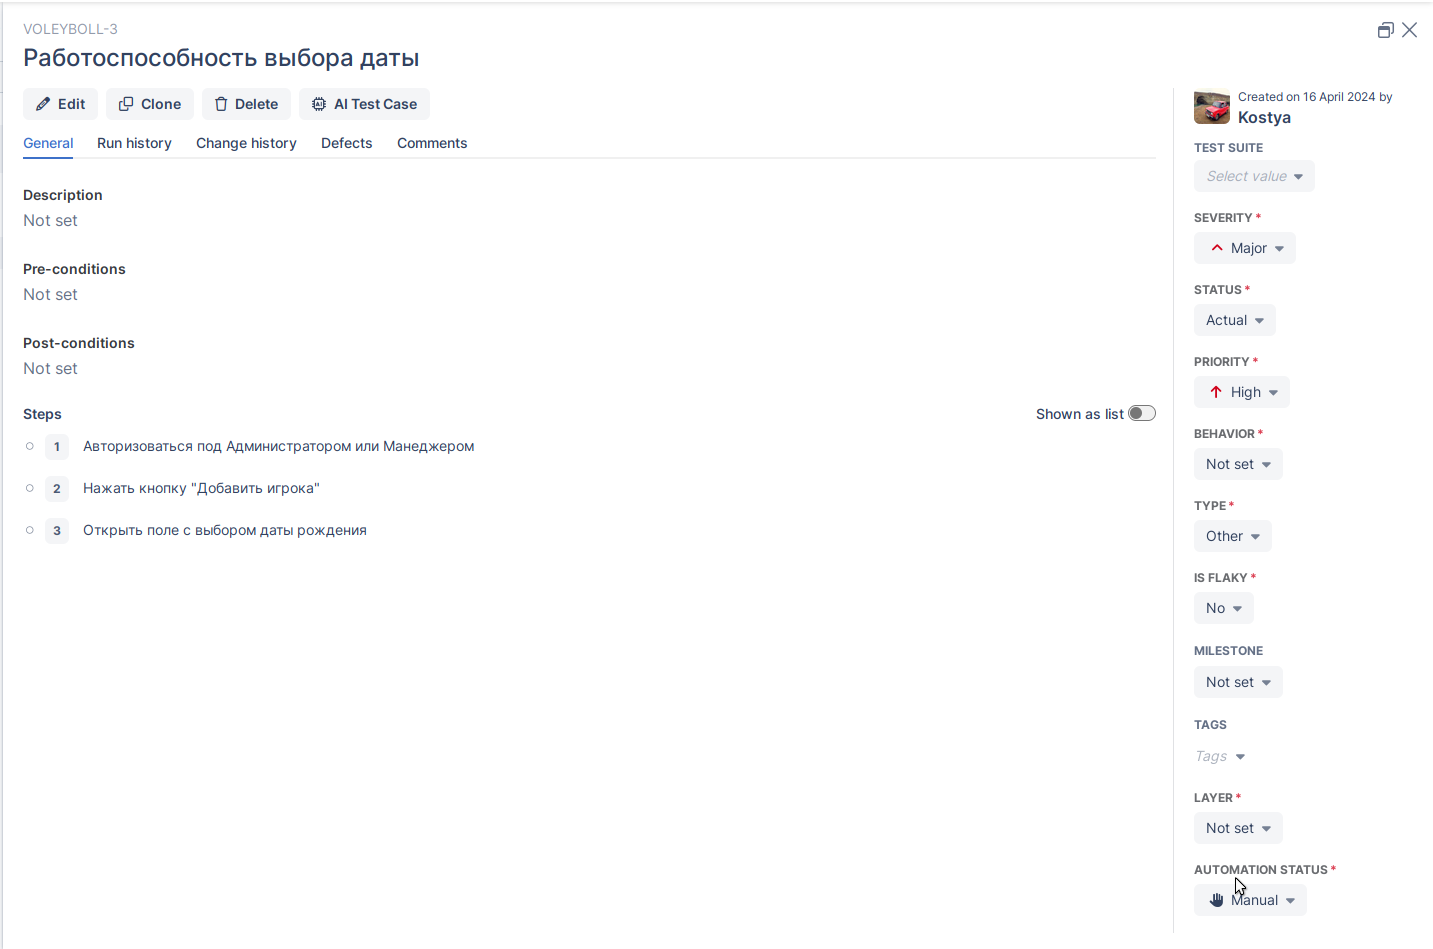 VOLEYBOLL-3
Работоспособность выбора даты
Edit
Clone
Delete
AI Test Case
General
Run history
Change history
Defects
Comments
Description
Not set
Pre-conditions
Not set
Post-conditions
Not set
Steps
Shown as list
1 Авторизоваться под Администратором или Манеджером
2 Нажать кнопку "Добавить игрока"
3 Открыть поле с выбором даты рождения
Created on 16 April 2024 by
Kostya
TEST SUITE
Select value
SEVERITY *
Major
STATUS *
Actual
PRIORITY *
High
BEHAVIOR *
Not set
TYPE *
Other
IS FLAKY *
No
MILESTONE
Not set
TAGS
Tags
LAYER *
Not set
AUTOMATION STATUS *
Manual